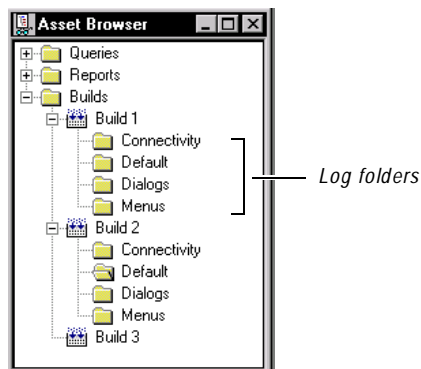 Asset Browser
Queries
Reports
Builds
Build 1
Connectivity
Default
Dialogs
Menus
Log folders
Build 2
Connectivity
Default
Dialogs
Menus
Build 3